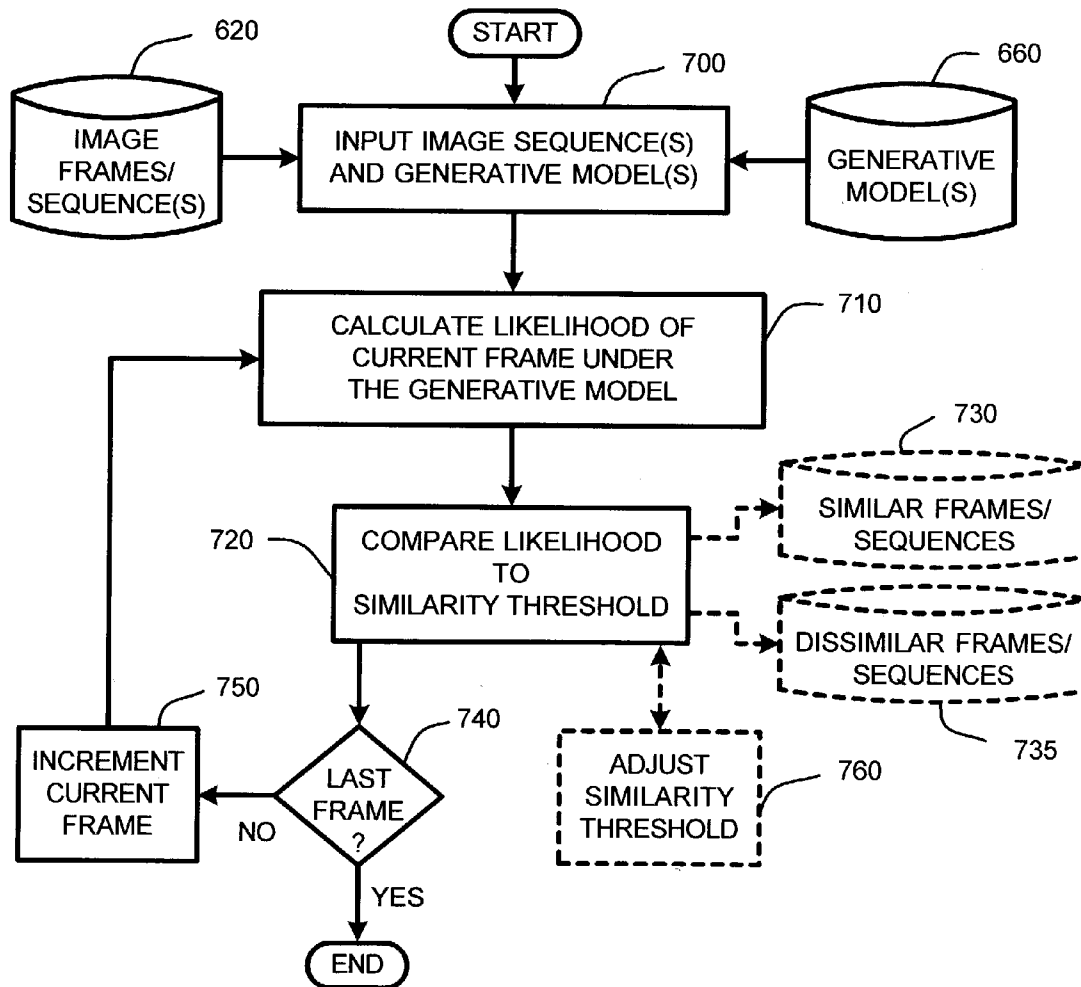 START
620
700
660
IMAGE
FRAMES/
SEQUENCE(S)
INPUT IMAGE SEQUENCE(S)
AND GENERATIVE MODEL(S)
GENERATIVE
MODEL(S)
710
CALCULATE LIKELIHOOD OF
CURRENT FRAME UNDER
THE GENERATIVE MODEL
730
720
COMPARE LIKELIHOOD
TO
SIMILARITY THRESHOLD
SIMILAR FRAMES/
SEQUENCES
DISSIMILAR FRAMES/
SEQUENCES
735
750
INCREMENT
CURRENT
FRAME
740
LAST
FRAME
?
NO
YES
760
ADJUST
SIMILARITY
THRESHOLD
END